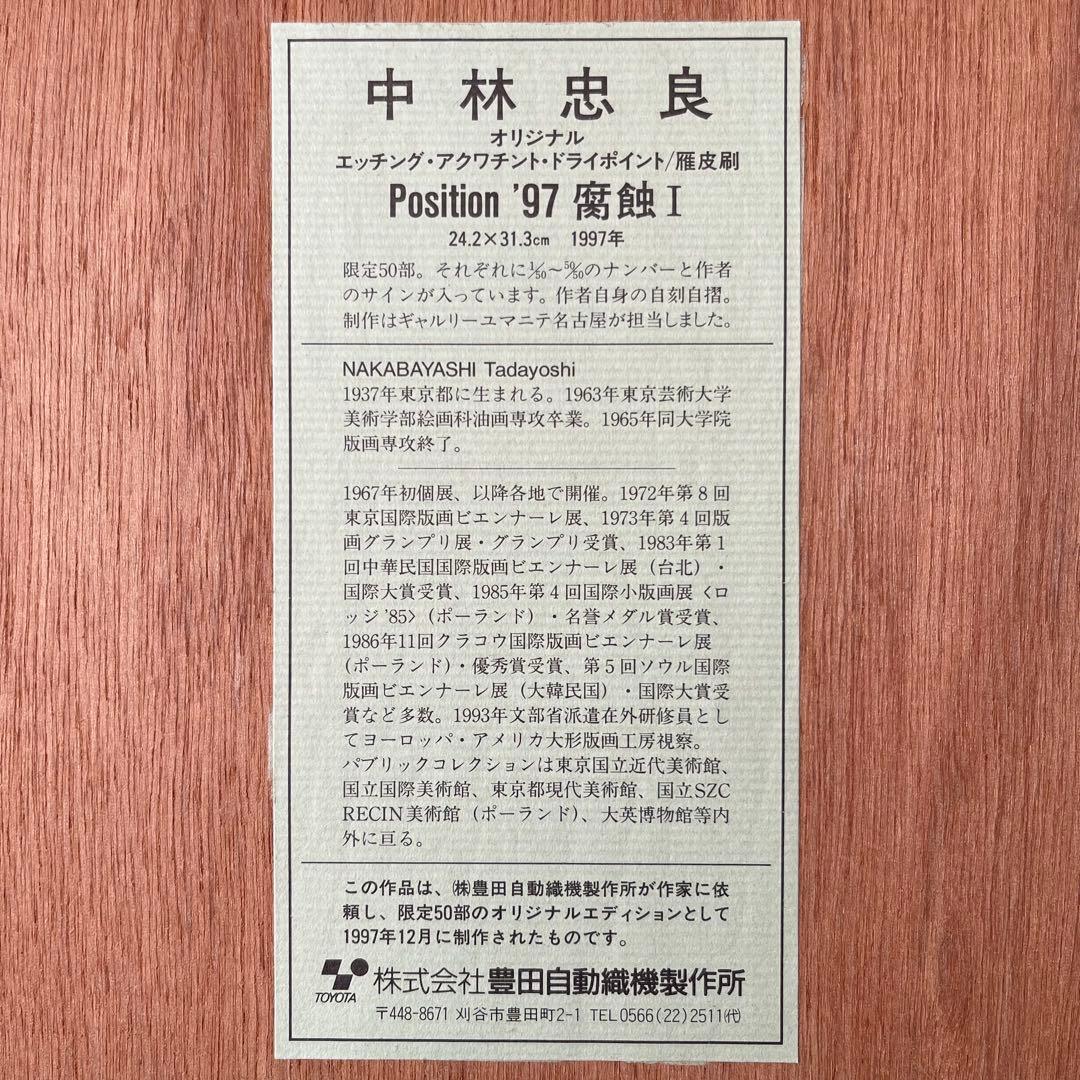 中林忠良
オリジナル
エッチング・アクワチント・ドライポイント/雁皮刷
Position ’97 腐蝕Ⅰ
24.2×31.3cm 1997年
限定50部。それぞれに1/50〜50/50のナンバーと作者
のサインが入っています。作者自身の自刻自摺。
制作はギャルリーユマニテ名古屋が担当しました。
NAKABAYASHI Tadayoshi
1937年東京都に生まれる。1963年東京芸術大学
美術学部絵画科油画専攻卒業。1965年同大学院
版画専攻終了。
1967年初個展、以降各地で開催。1972年第8回
東京国際版画ビエンナーレ展、1973年第4回版
画グランプリ展・グランプリ受賞、1983年第1
回中華民国国際版画ビエンナーレ展（台北）・
国際大賞受賞、1985年第4回国際小版画展〈ロ
ッジ’85〉（ポーランド）・名誉メダル賞受賞、
1986年11回クラコウ国際版画ビエンナーレ展
（ポーランド）・優秀賞受賞、第5回ソウル国際
版画ビエンナーレ展（大韓民国）・国際大賞受
賞など多数。1993年文部省派遣在外研修員とし
てヨーロッパ・アメリカ大形版画工房視察。
パブリックコレクションは東京国立近代美術館、
国立国際美術館、東京都現代美術館、国立SZC
RECIN美術館（ポーランド）、大英博物館等内
外に亘る。
この作品は、㈱豊田自動織機製作所が作家に依
頼し、限定50部のオリジナルエディションとして
1997年12月に制作されたものです。
TOYOTA 株式会社豊田自動織機製作所
〒448-8671 刈谷市豊田町2-1 TEL0566(22)2511(代)